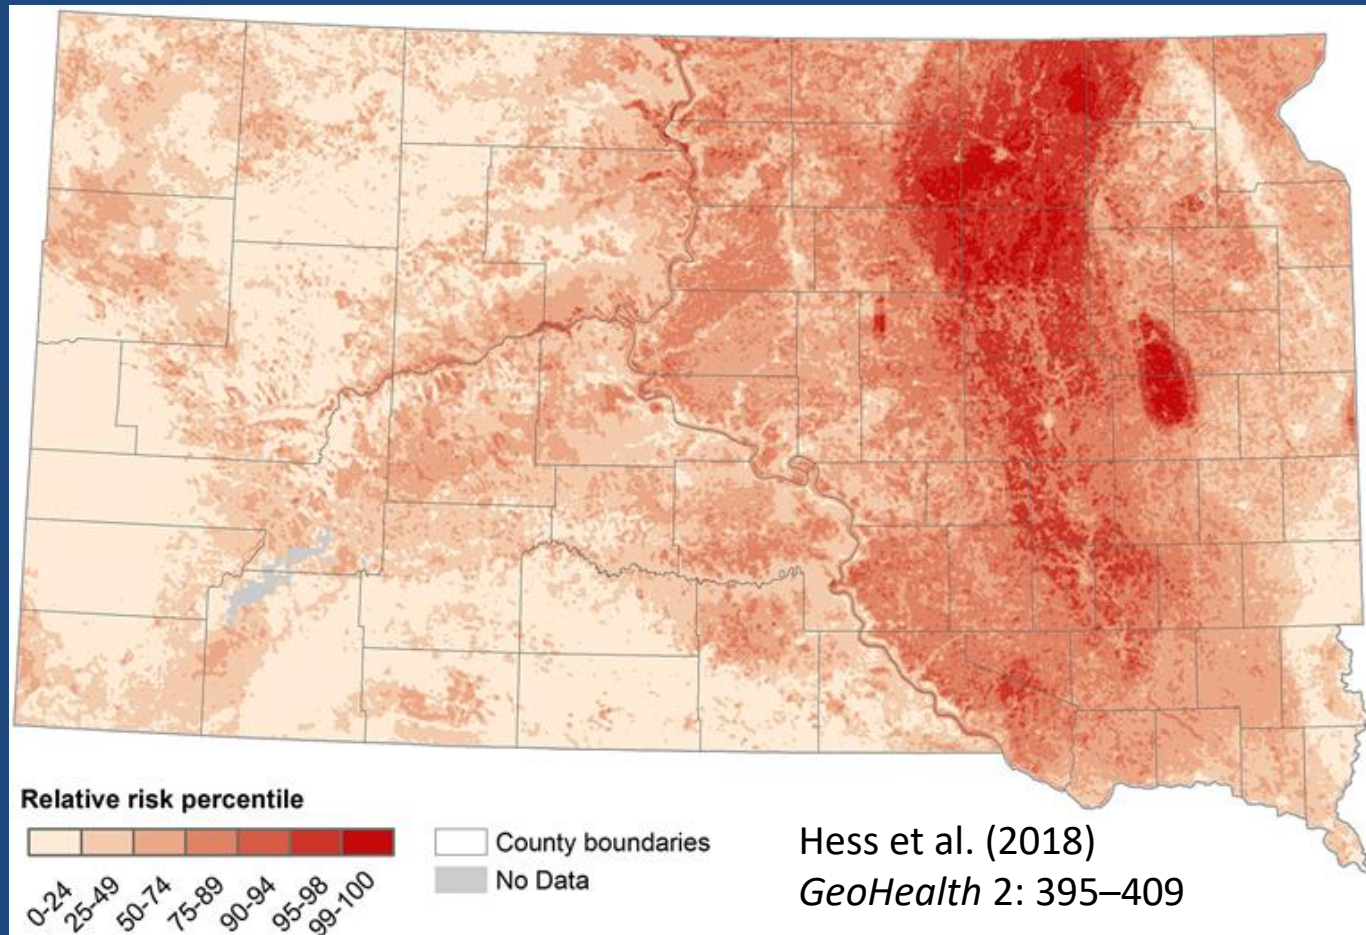 Relative risk percentile
0-24
25-49
50-74
75-89
90-94
95-98
99-100
County boundaries
No Data
Hess et al. (2018)
GeoHealth 2: 395–409